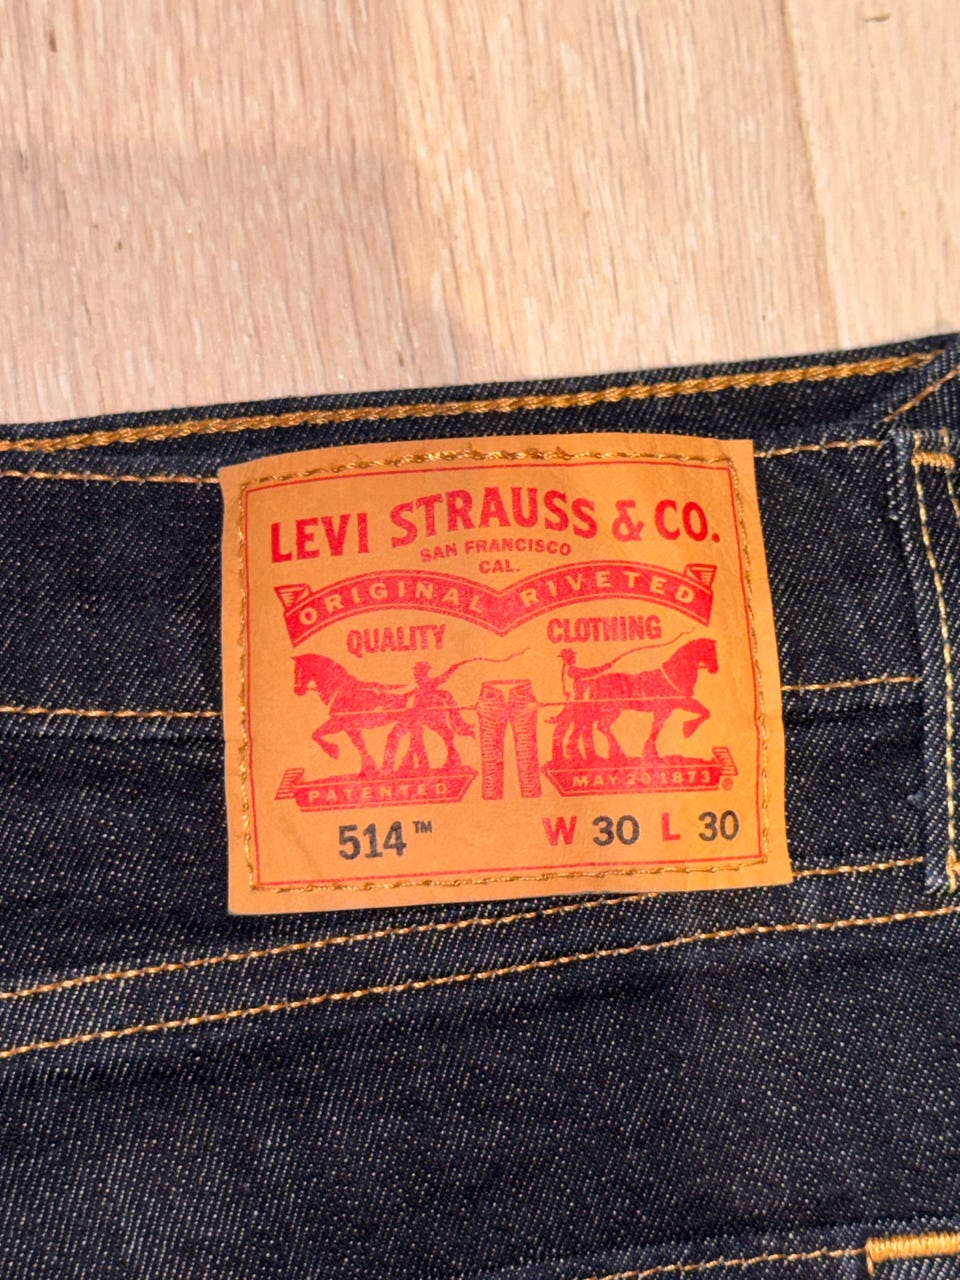 LEVI STRAUSS & CO.
SAN FRANCISCO
CAL.
ORIGINAL RIVETED
QUALITY CLOTHING
PATENTED MAY 20 1873 ®
514™ W 30 L 30